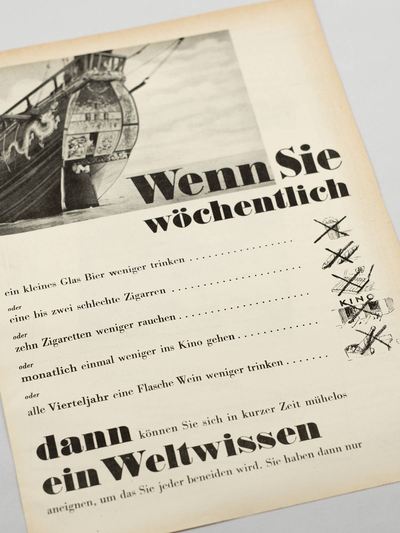 Wenn Sie
wöchentlich
ein kleines Glas Bier weniger trinken
oder
eine bis zwei schlechte Zigarren
oder
zehn Zigaretten weniger rauchen
oder
monatlich einmal weniger ins Kino gehen
oder
alle Vierteljahr eine Flasche Wein weniger trinken
KINO
dann können Sie sich in kurzer Zeit mühelos
ein Weltwissen
aneignen, um das Sie jeder beneiden wird. Sie haben dann nur